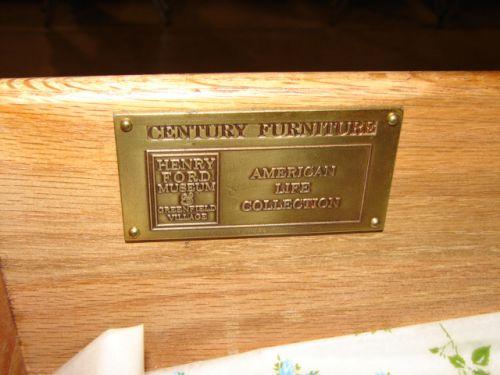 CENTURY FURNITURE
HENRY
FORD
MUSEUM
&
GREENFIELD
VILLAGE
AMERICAN
LIFE
COLLECTION